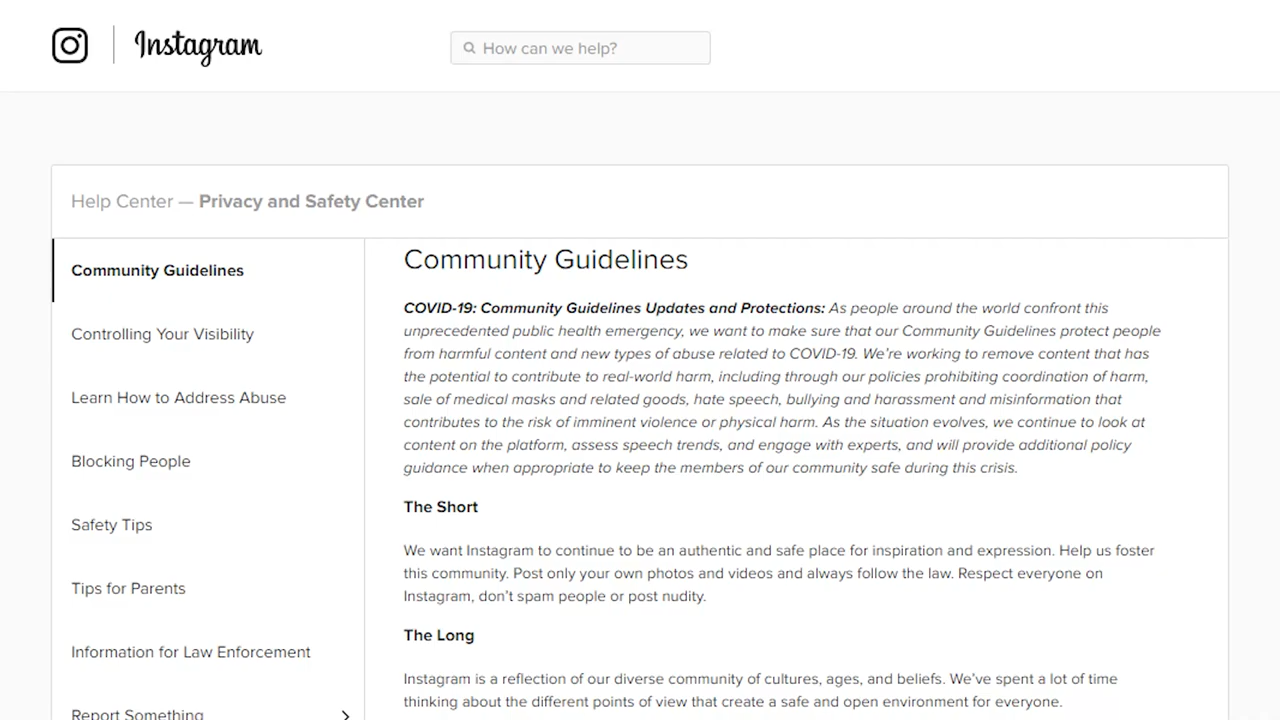 Instagram
How can we help?
Help Center — Privacy and Safety Center
Community Guidelines
Controlling Your Visibility
Learn How to Address Abuse
Blocking People
Safety Tips
Tips for Parents
Information for Law Enforcement
Report Something
Community Guidelines
COVID-19: Community Guidelines Updates and Protections: As people around the world confront this
unprecedented public health emergency, we want to make sure that our Community Guidelines protect people
from harmful content and new types of abuse related to COVID-19. We're working to remove content that has
the potential to contribute to real-world harm, including through our policies prohibiting coordination of harm,
sale of medical masks and related goods, hate speech, bullying and harassment and misinformation that
contributes to the risk of imminent violence or physical harm. As the situation evolves, we continue to look at
content on the platform, assess speech trends, and engage with experts, and will provide additional policy
guidance when appropriate to keep the members of our community safe during this crisis.
The Short
We want Instagram to continue to be an authentic and safe place for inspiration and expression. Help us foster
this community. Post only your own photos and videos and always follow the law. Respect everyone on
Instagram, don't spam people or post nudity.
The Long
Instagram is a reflection of our diverse community of cultures, ages, and beliefs. We've spent a lot of time
thinking about the different points of view that create a safe and open environment for everyone.